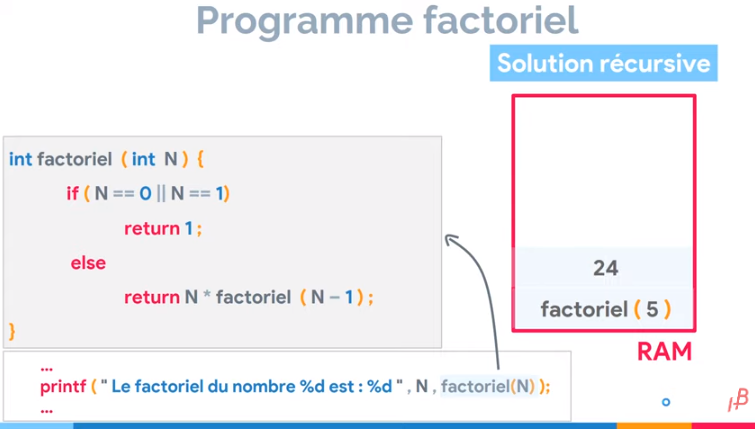 Programme factoriel
Solution récursive
int factoriel ( int N ) {
if ( N == 0 || N == 1)
return 1 ;
else
return N * factoriel ( N – 1 ) ;
}
...
printf ( " Le factoriel du nombre %d est : %d " , N , factoriel(N) );
...
24
factoriel ( 5 )
RAM